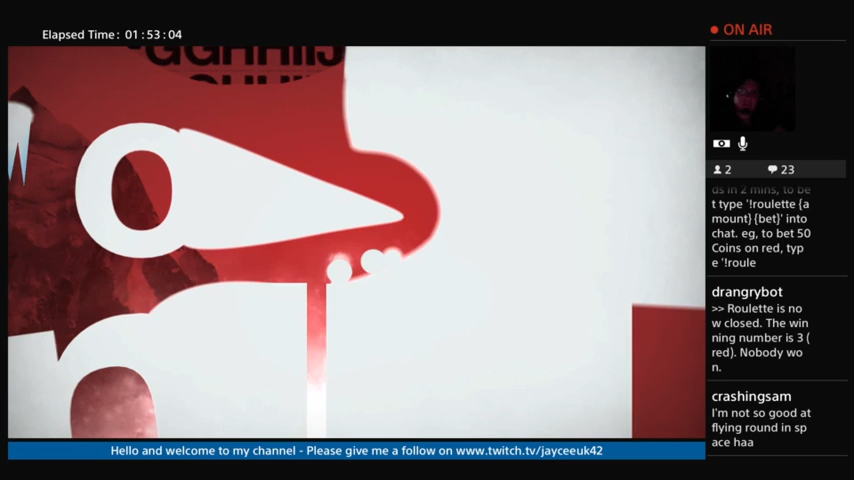 Elapsed Time: 01:53:04
ON AIR
GGHHIIJ
o
n
2
23
ds in 2 mins, to be
t type '!roulette {a
mount} {bet}' into
chat. eg, to bet 50
Coins on red, typ
e '!roule
drangrybot
>> Roulette is no
w closed. The win
ning number is 3 (
red). Nobody wo
n.
crashingsam
I'm not so good at
flying round in sp
ace haa
Hello and welcome to my channel - Please give me a follow on www.twitch.tv/jayceeuk42